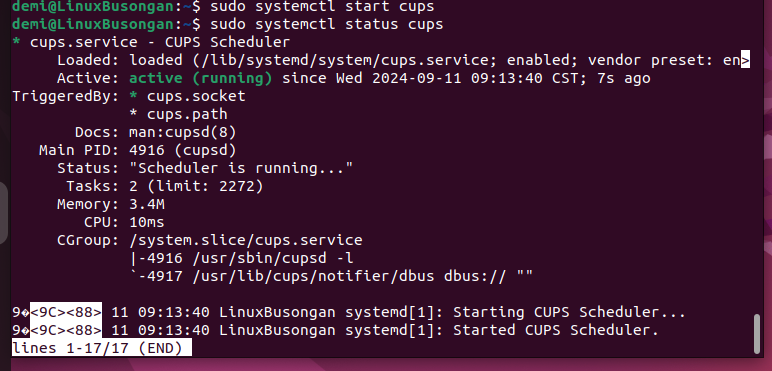 demi@LinuxBusongan:~$ sudo systemctl start cups
demi@LinuxBusongan:~$ sudo systemctl status cups
* cups.service - CUPS Scheduler
     Loaded: loaded (/lib/systemd/system/cups.service; enabled; vendor preset: en>
     Active: active (running) since Wed 2024-09-11 09:13:40 CST; 7s ago
TriggeredBy: * cups.socket
             * cups.path
       Docs: man:cupsd(8)
   Main PID: 4916 (cupsd)
     Status: "Scheduler is running..."
      Tasks: 2 (limit: 2272)
     Memory: 3.4M
        CPU: 10ms
     CGroup: /system.slice/cups.service
             |-4916 /usr/sbin/cupsd -l
             `-4917 /usr/lib/cups/notifier/dbus dbus:// ""
9�<9C><88> 11 09:13:40 LinuxBusongan systemd[1]: Starting CUPS Scheduler...
9�<9C><88> 11 09:13:40 LinuxBusongan systemd[1]: Started CUPS Scheduler.
lines 1-17/17 (END)